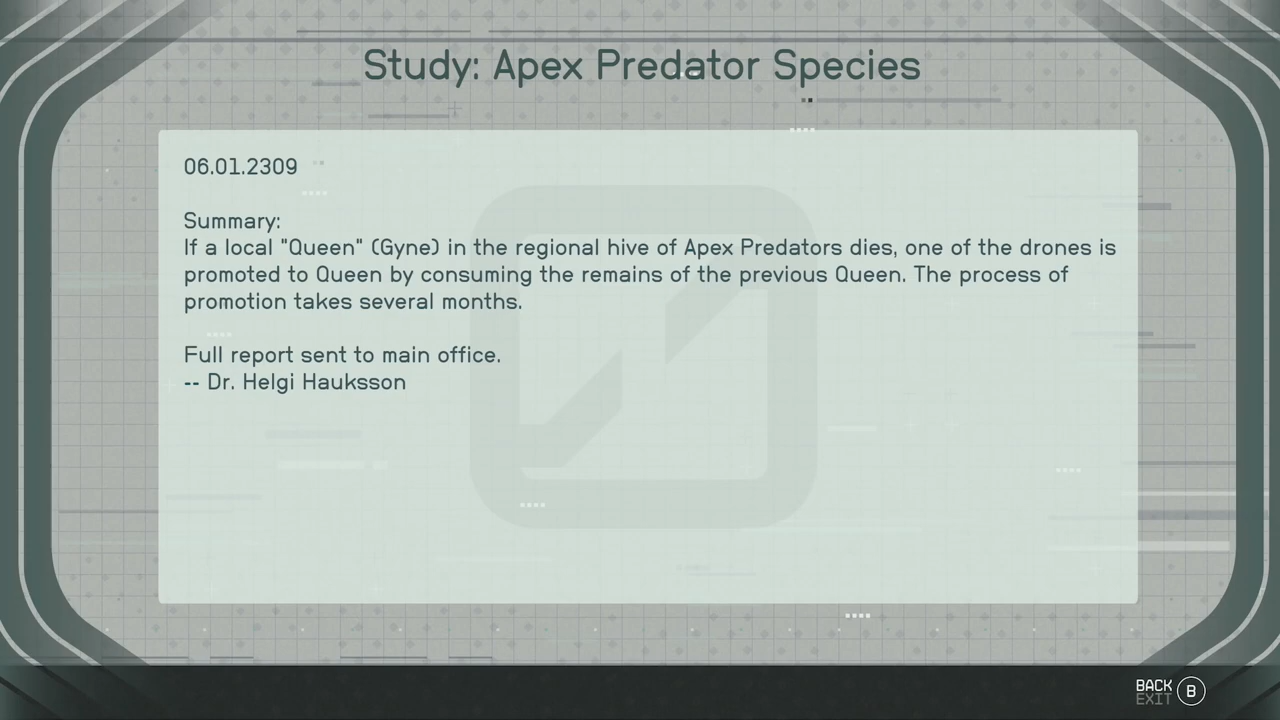 Study: Apex Predator Species
06.01.2309
Summary:
If a local "Queen" (Gyne) in the regional hive of Apex Predators dies, one of the drones is
promoted to Queen by consuming the remains of the previous Queen. The process of
promotion takes several months.
Full report sent to main office.
-- Dr. Helgi Hauksson
BACK
EXIT
B